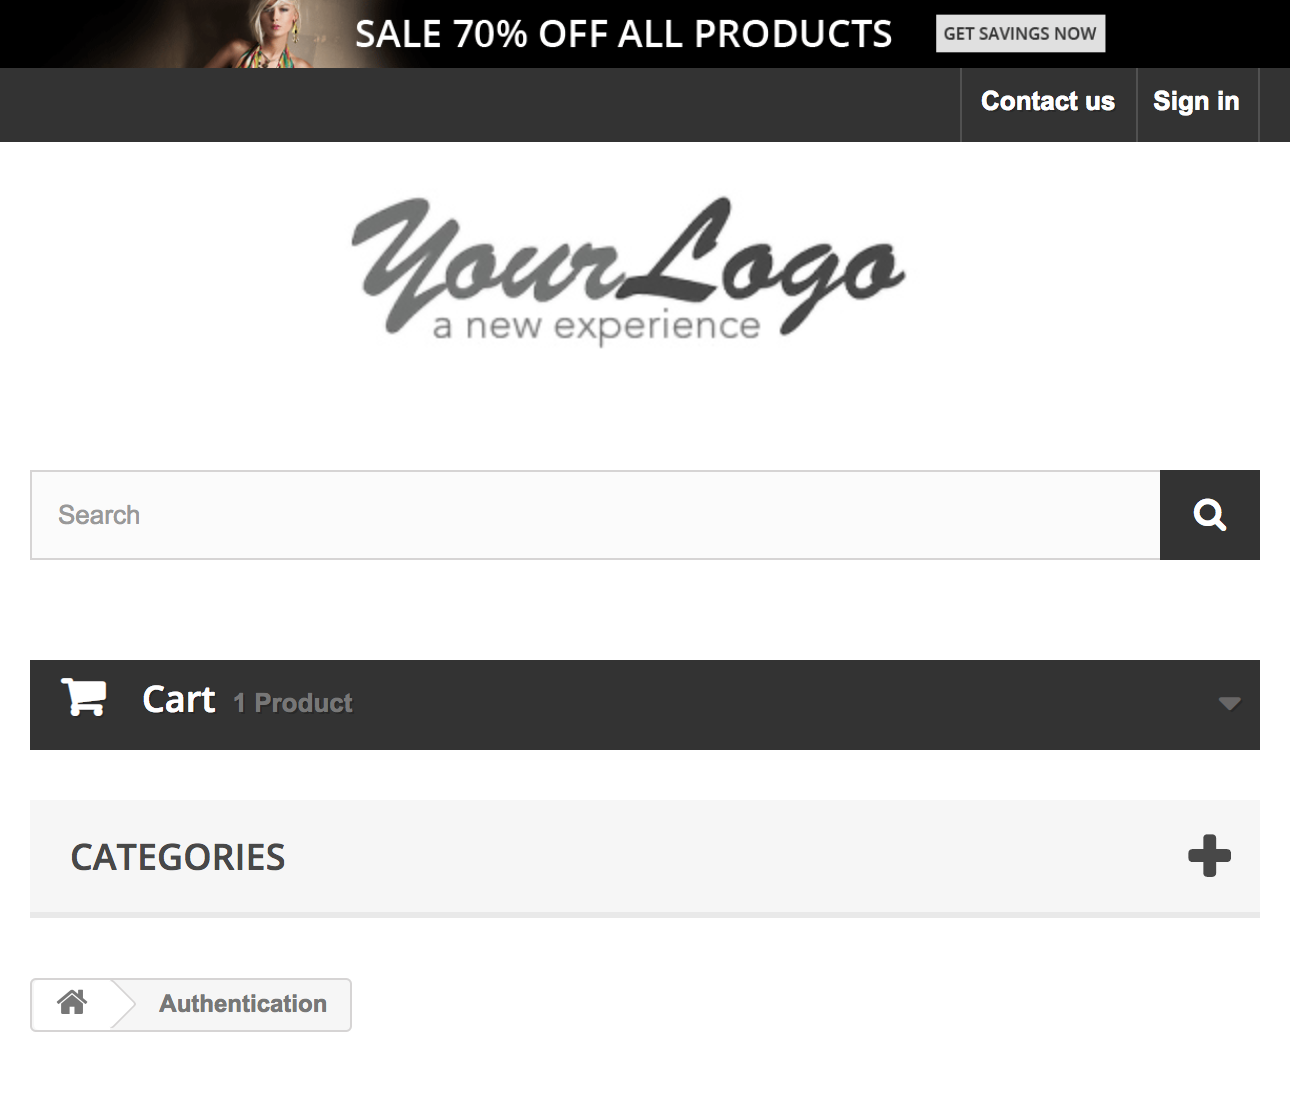 SALE 70% OFF ALL PRODUCTS GET SAVINGS NOW
Contact us Sign in
YourLogo
a new experience
Search
Cart 1 Product
CATEGORIES
Authentication